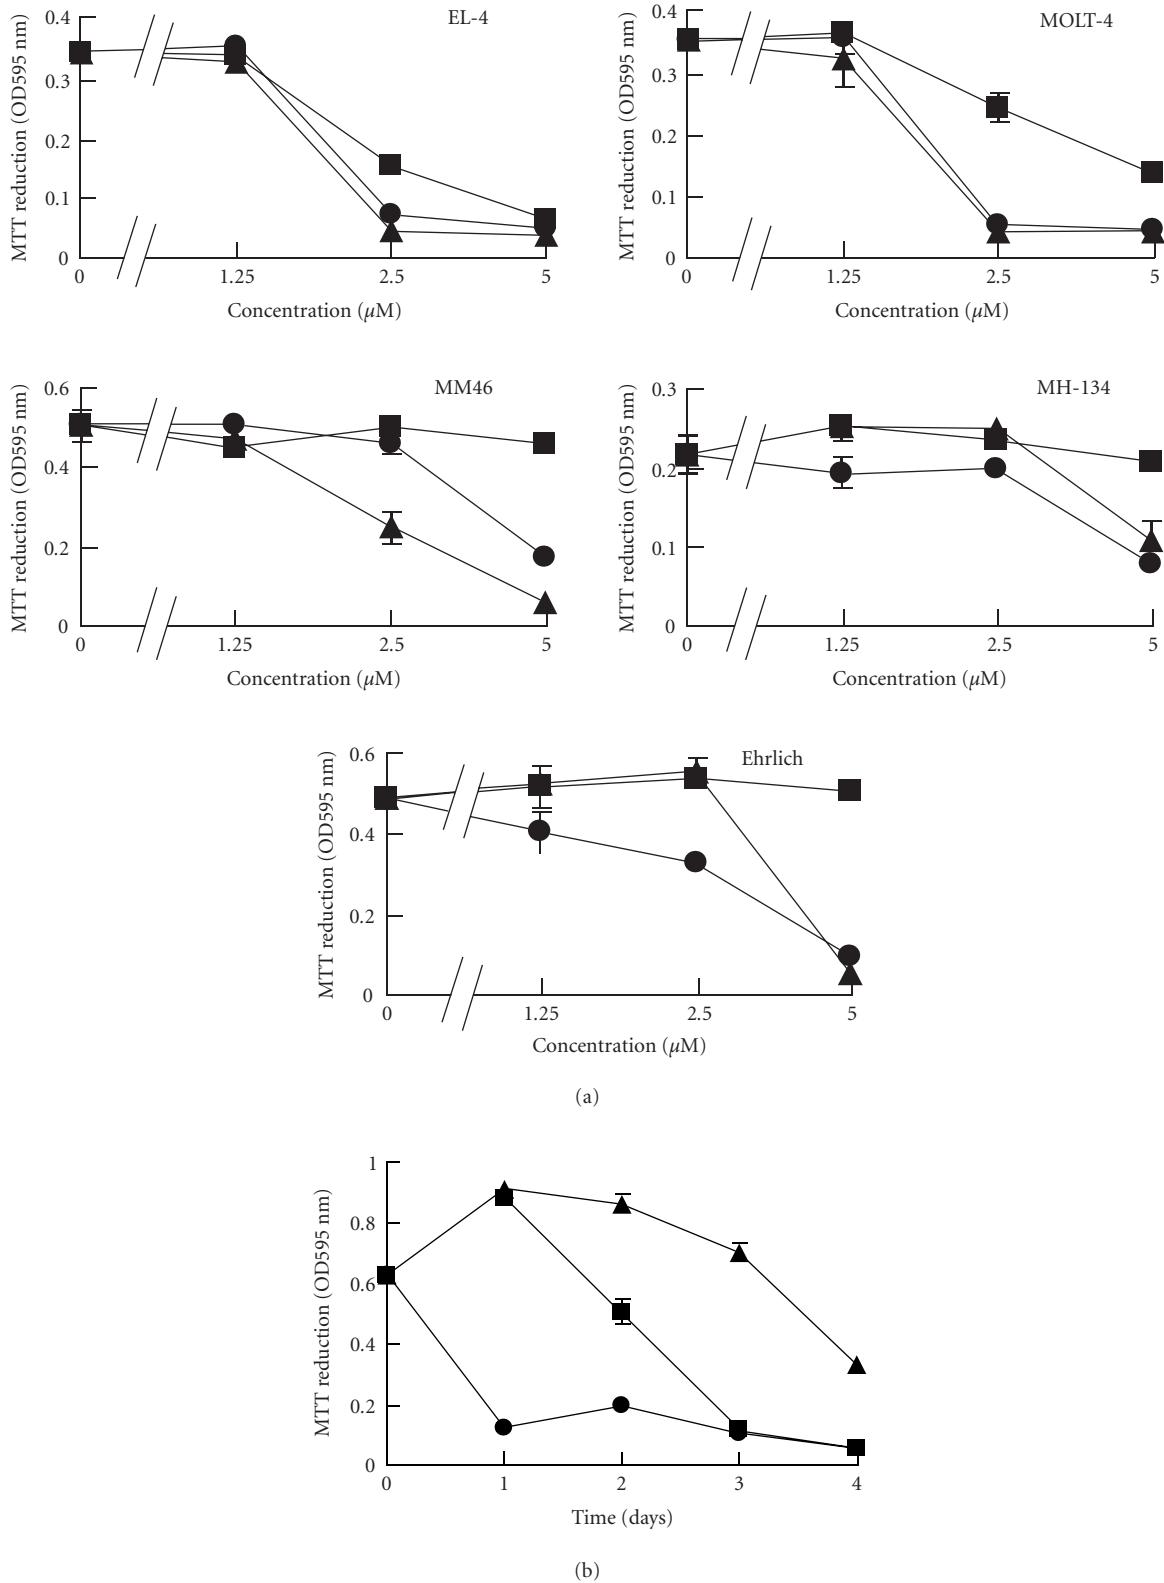 EL-4
MTT reduction (OD595 nm)
0.4
0.3
0.2
0.1
0
0 1.25 2.5 5
Concentration (µM)
MOLT-4
MTT reduction (OD595 nm)
0.4
0.3
0.2
0.1
0
0 1.25 2.5 5
Concentration (µM)
MM46
MTT reduction (OD595 nm)
0.6
0.4
0.2
0
0 1.25 2.5 5
Concentration (µM)
MH-134
MTT reduction (OD595 nm)
0.3
0.2
0.1
0
0 1.25 2.5 5
Concentration (µM)
Ehrlich
MTT reduction (OD595 nm)
0.6
0.4
0.2
0
0 1.25 2.5 5
Concentration (µM)
(a)
MTT reduction (OD595 nm)
1
0.8
0.6
0.4
0.2
0
0 1 2 3 4
Time (days)
(b)